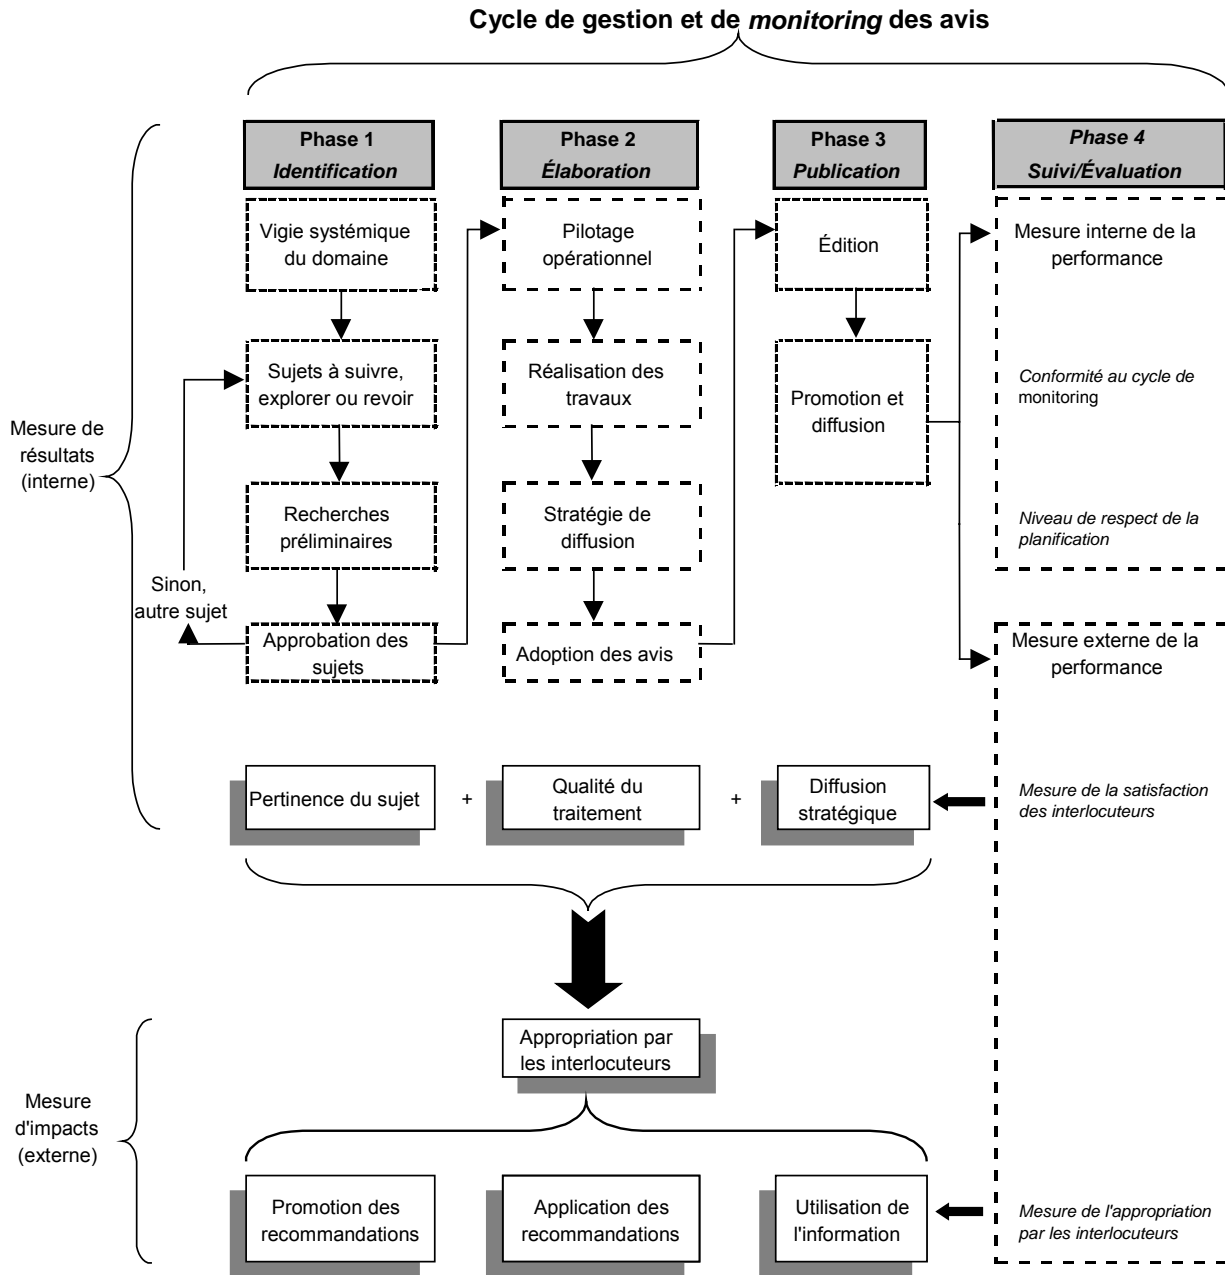 Cycle de gestion et de monitoring des avis
Phase 1
Identification
Phase 2
Élaboration
Phase 3
Publication
Phase 4
Suivi/Évaluation
Vigie systémique
du domaine
Sujets à suivre,
explorer ou revoir
Recherches
préliminaires
Approbation des
sujets
Sinon,
autre sujet
Pilotage
opérationnel
Réalisation des
travaux
Stratégie de
diffusion
Adoption des avis
Édition
Promotion et
diffusion
Mesure interne de la
performance
Conformité au cycle de
monitoring
Niveau de respect de la
planification
Mesure externe de la
performance
Mesure de
résultats
(interne)
Pertinence du sujet
+
Qualité du
traitement
+
Diffusion
stratégique
Mesure de la satisfaction
des interlocuteurs
Appropriation par
les interlocuteurs
Mesure
d'impacts
(externe)
Promotion des
recommandations
Application des
recommandations
Utilisation de
l'information
Mesure de l'appropriation
par les interlocuteurs